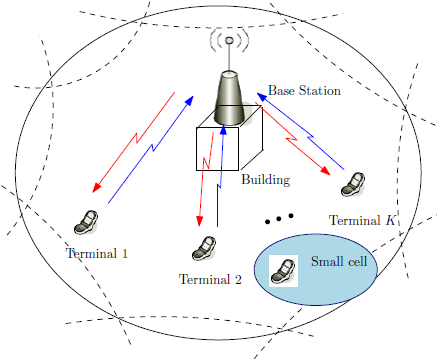 Base Station
Building
Terminal K
Terminal 1
Small cell
Terminal 2